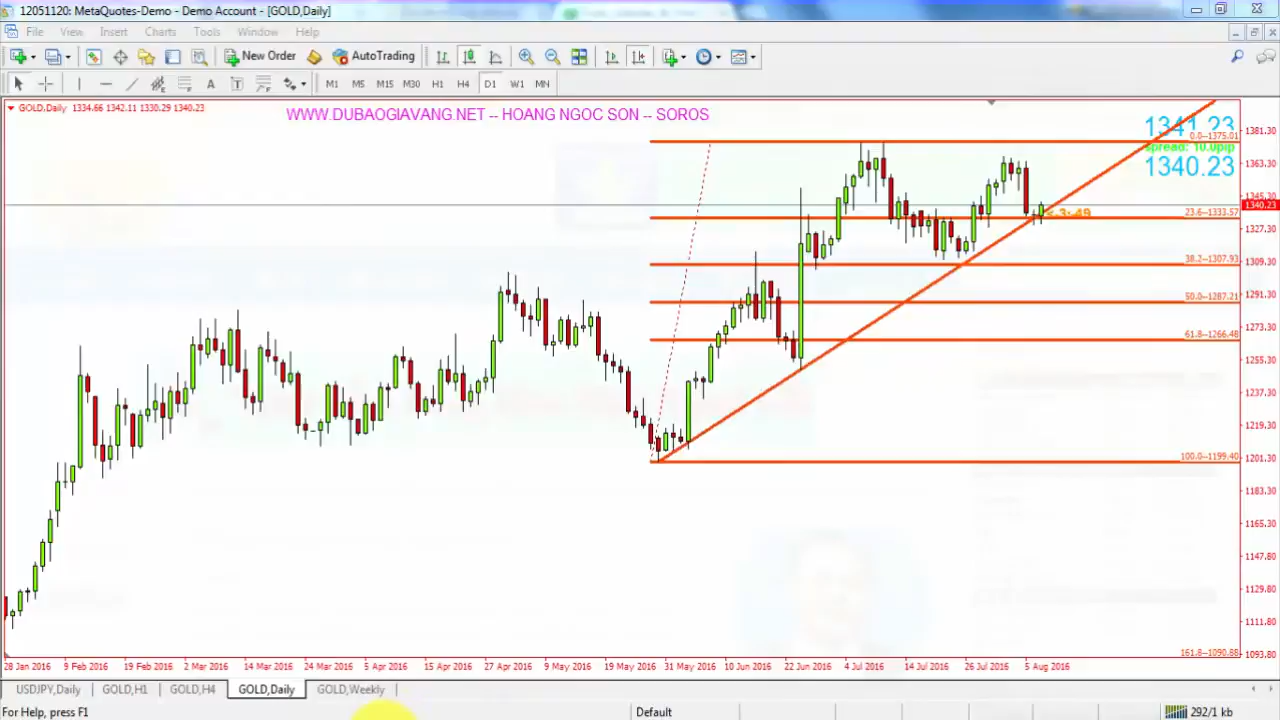 12051120: MetaQuotes-Demo - Demo Account - [GOLD,Daily]
File View Insert Charts Tools Window Help
New Order AutoTrading
A T M1 M5 M15 M30 H1 H4 D1 W1 MN
GOLD,Daily 1334.66 1342.11 1330.29 1340.23
WWW.DUBAOGIAVANG.NET -- HOANG NGOC SON -- SOROS
1341.23
spread: 10.0pip
1340.23
0.0--1375.01
23.6--1333.57
38.2--1307.93
50.0--1287.21
61.8--1266.48
100.0--1199.40
161.8--1090.88
<-3:49
1381.30
1363.30
1345.30
1340.23
1327.30
1309.30
1291.30
1273.30
1255.30
1237.30
1219.30
1201.30
1183.30
1165.30
1147.80
1129.80
1111.80
1093.80
28 Jan 2016 9 Feb 2016 19 Feb 2016 2 Mar 2016 14 Mar 2016 24 Mar 2016 5 Apr 2016 15 Apr 2016 27 Apr 2016 9 May 2016 19 May 2016 31 May 2016 10 Jun 2016 22 Jun 2016 4 Jul 2016 14 Jul 2016 26 Jul 2016 5 Aug 2016
USDJPY,Daily GOLD,H1 GOLD,H4 GOLD,Daily GOLD,Weekly
For Help, press F1 Default 292/1 kb